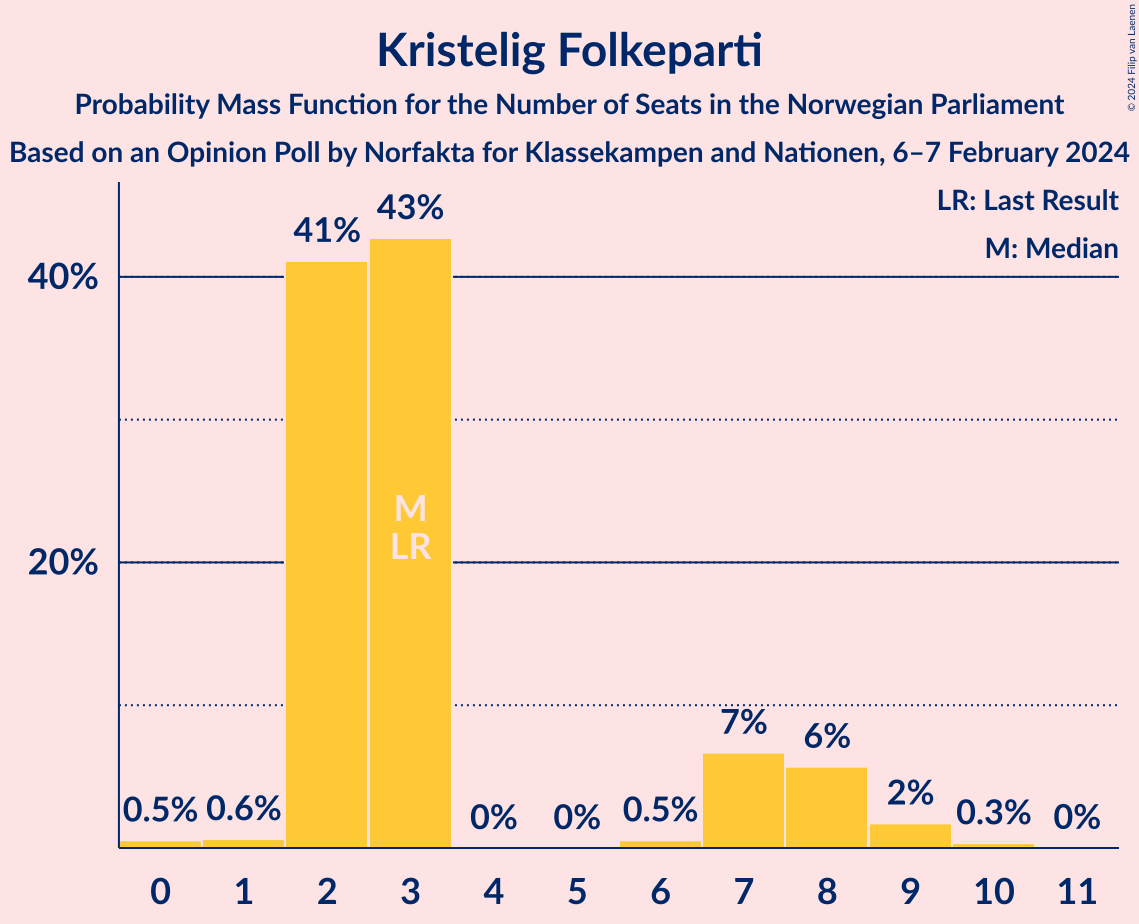 Kristelig Folkeparti
Probability Mass Function for the Number of Seats in the Norwegian Parliament
Based on an Opinion Poll by Norfakta for Klassekampen and Nationen, 6–7 February 2024
© 2024 Filip van Laenen
LR: Last Result
M: Median
43%
41%
40%
M
LR
20%
7%
6%
2%
0.5% 0.6% 0% 0% 0.5% 0.3% 0%
0 1 2 3 4 5 6 7 8 9 10 11